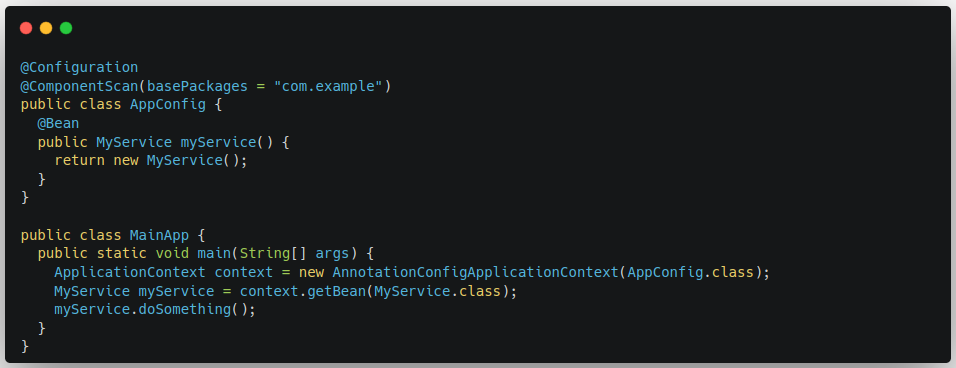 @Configuration
@ComponentScan(basePackages = "com.example")
public class AppConfig {
  @Bean
  public MyService myService() {
    return new MyService();
  }
}

public class MainApp {
  public static void main(String[] args) {
    ApplicationContext context = new AnnotationConfigApplicationContext(AppConfig.class);
    MyService myService = context.getBean(MyService.class);
    myService.doSomething();
  }
}